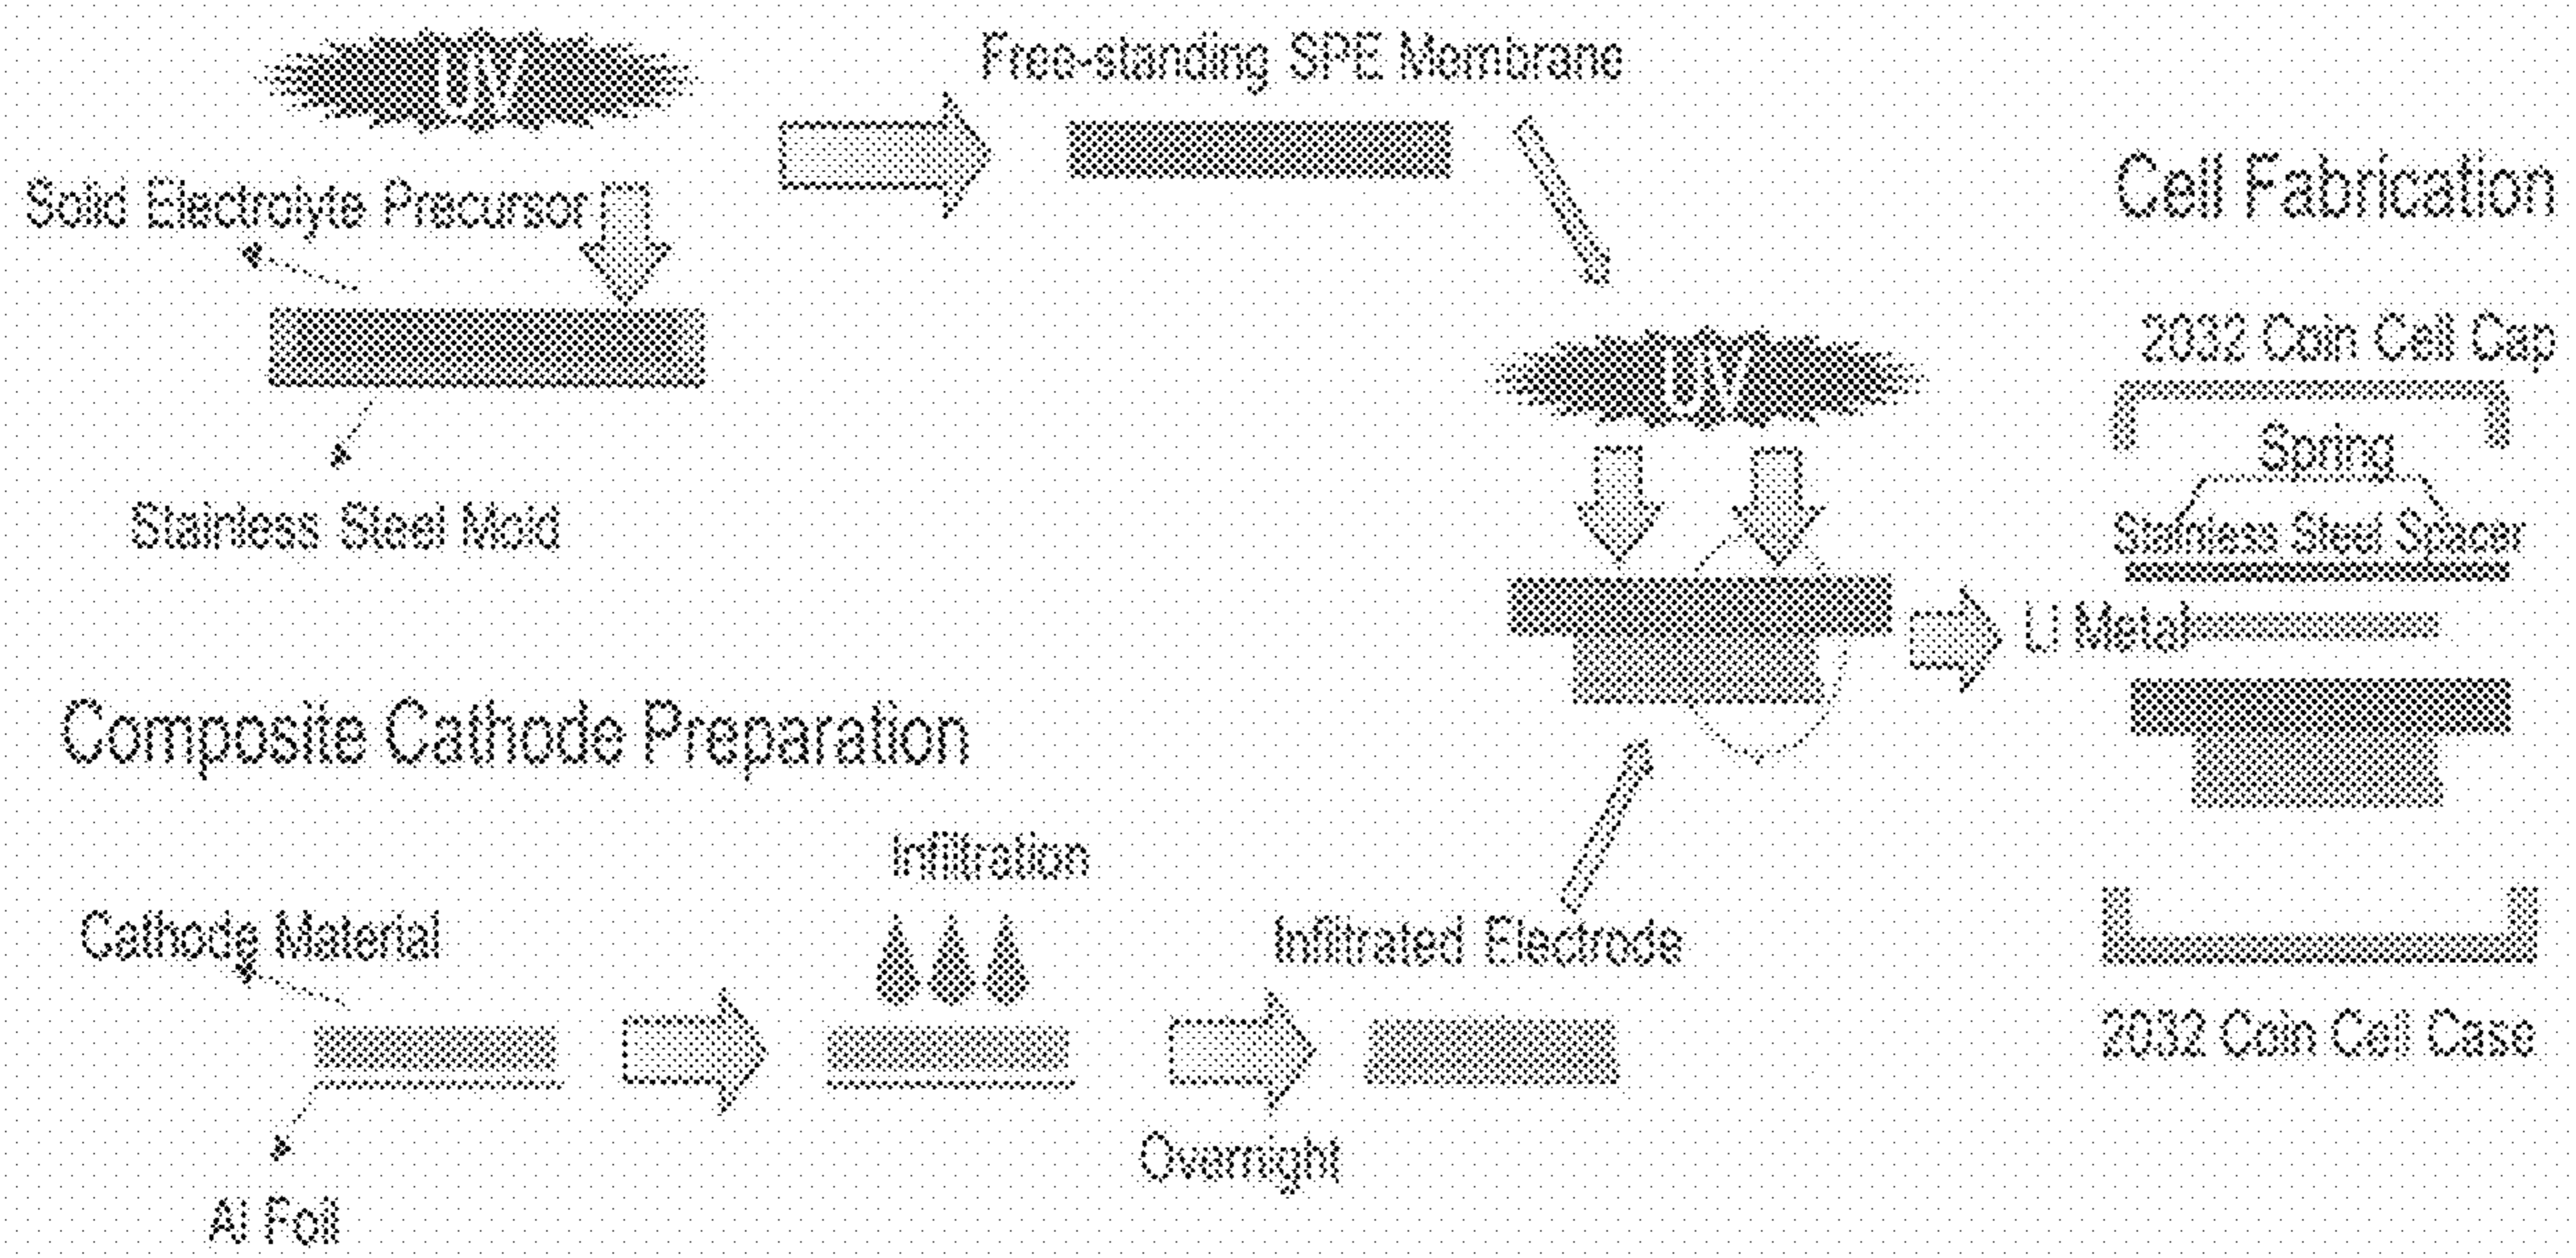 UV
Free-standing SPE Membrane
Solid Electrolyte Precursor
Cell Fabrication
2032 Coin Cell Cap
UV
Spring
Stainless Steel Mold
Stainless Steel Spacer
Li Metal
Composite Cathode Preparation
Infiltration
Cathode Material
Infiltrated Electrode
2032 Coin Cell Case
Overnight
Al Foil